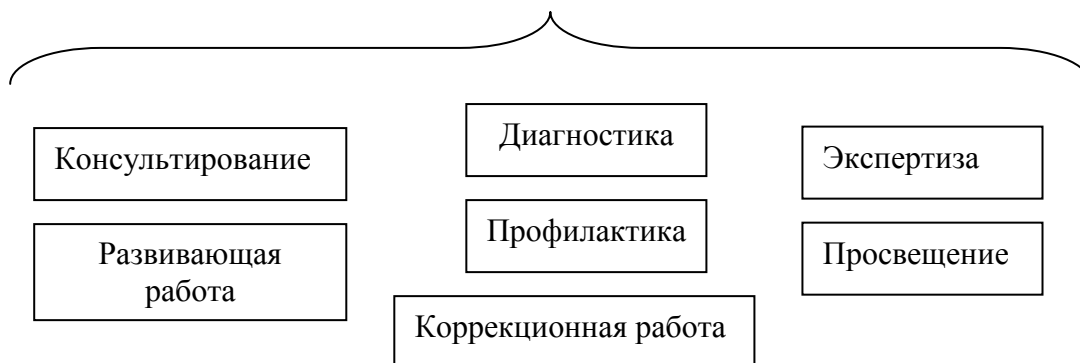 Консультирование
Диагностика
Экспертиза
Развивающая
работа
Профилактика
Просвещение
Коррекционная работа